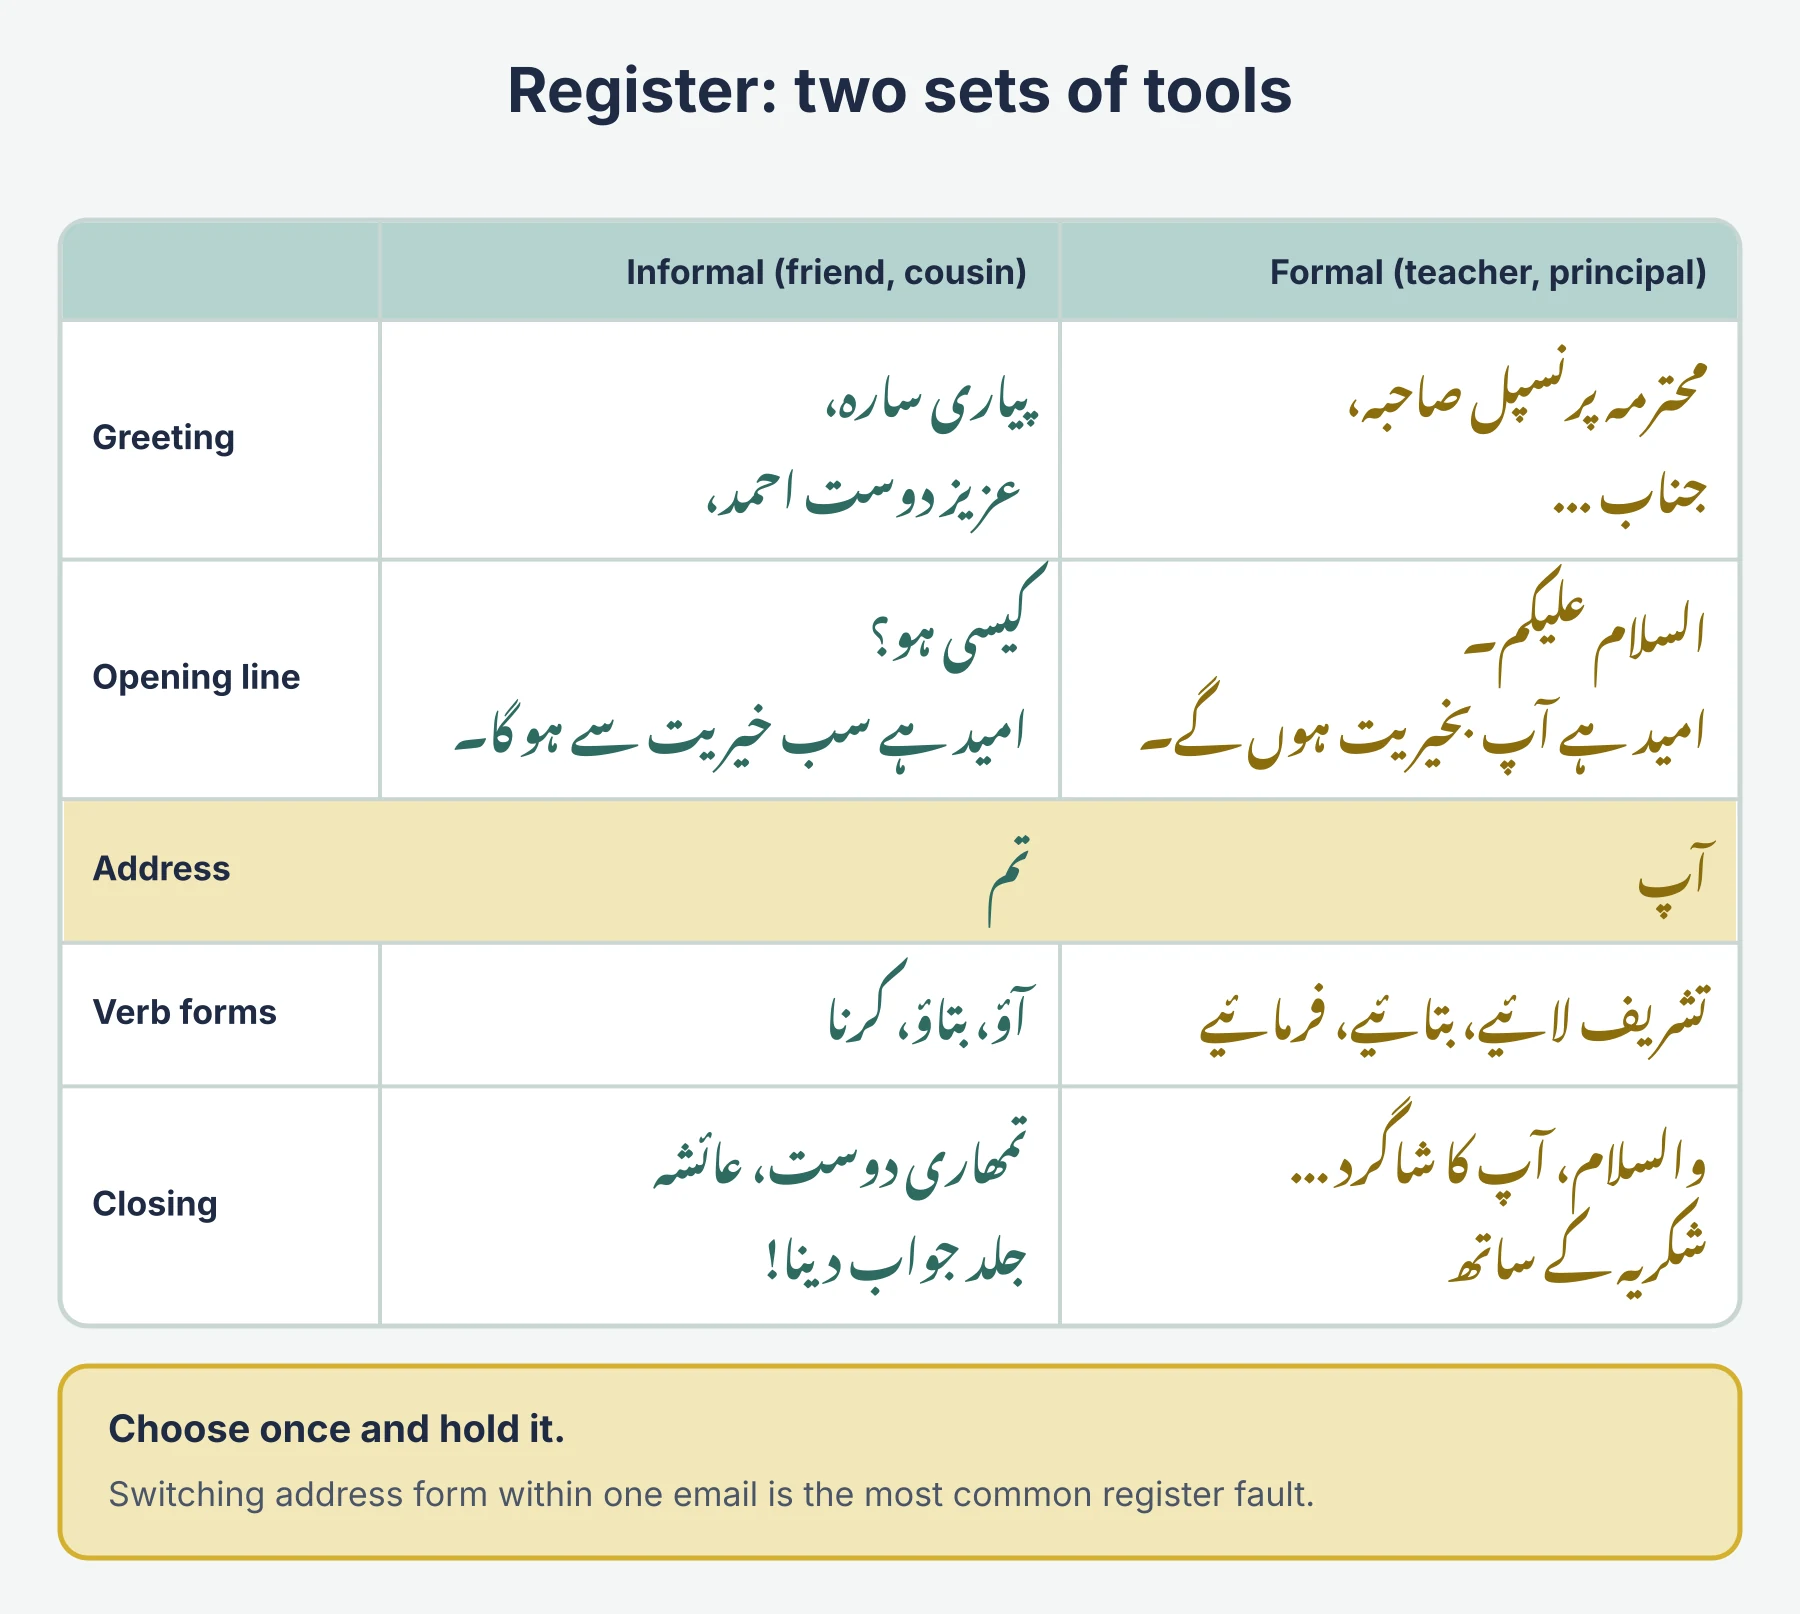 Register: two sets of tools
Informal (friend, cousin)
Formal (teacher, principal)
Greeting
پیاری سارہ،
عزیز دوست احمد،
محترمہ پرنسپل صاحبہ،
جناب ...
Opening line
کیسی ہو؟
امید ہے سب خیریت سے ہوگا۔
السلام علیکم۔
امید ہے آپ بخیریت ہوں گے۔
Address
تم
آپ
Verb forms
آؤ، بتاؤ، کرنا
تشریف لائیے، بتائیے، فرمائیے
Closing
تمھاری دوست، عائشہ
جلد جواب دینا!
والسلام، آپ کا شاگرد...
شکریہ کے ساتھ
Choose once and hold it.
Switching address form within one email is the most common register fault.